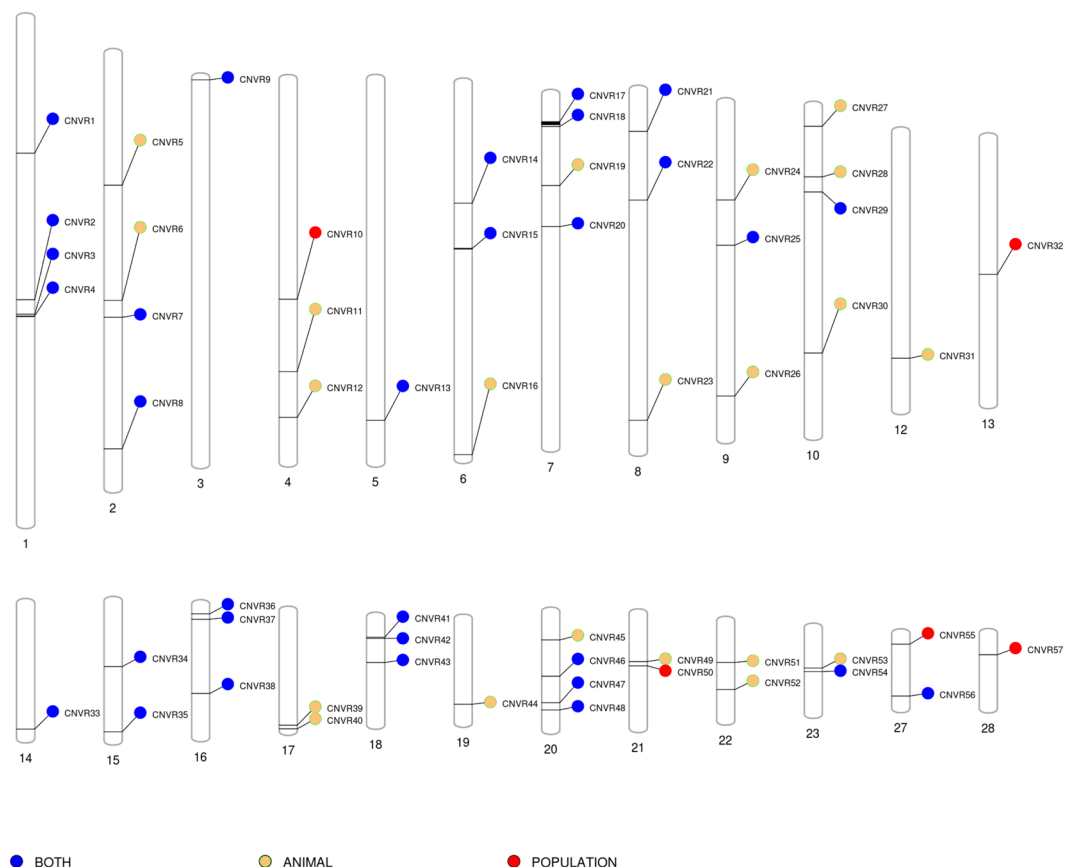 CNVR1
CNVR2
CNVR3
CNVR4
1
CNVR5
CNVR6
CNVR7
CNVR8
2
CNVR9
3
CNVR10
CNVR11
CNVR12
4
CNVR13
5
CNVR14
CNVR15
CNVR16
6
CNVR17
CNVR18
CNVR19
CNVR20
7
CNVR21
CNVR22
CNVR23
8
CNVR24
CNVR25
CNVR26
9
CNVR27
CNVR28
CNVR29
CNVR30
10
CNVR31
12
CNVR32
13
CNVR33
14
CNVR34
CNVR35
15
CNVR36
CNVR37
CNVR38
16
CNVR39
CNVR40
17
CNVR41
CNVR42
CNVR43
18
CNVR44
19
CNVR45
CNVR46
CNVR47
CNVR48
20
CNVR49
CNVR50
21
CNVR51
CNVR52
22
CNVR53
CNVR54
23
CNVR55
CNVR56
27
CNVR57
28
BOTH
ANIMAL
POPULATION